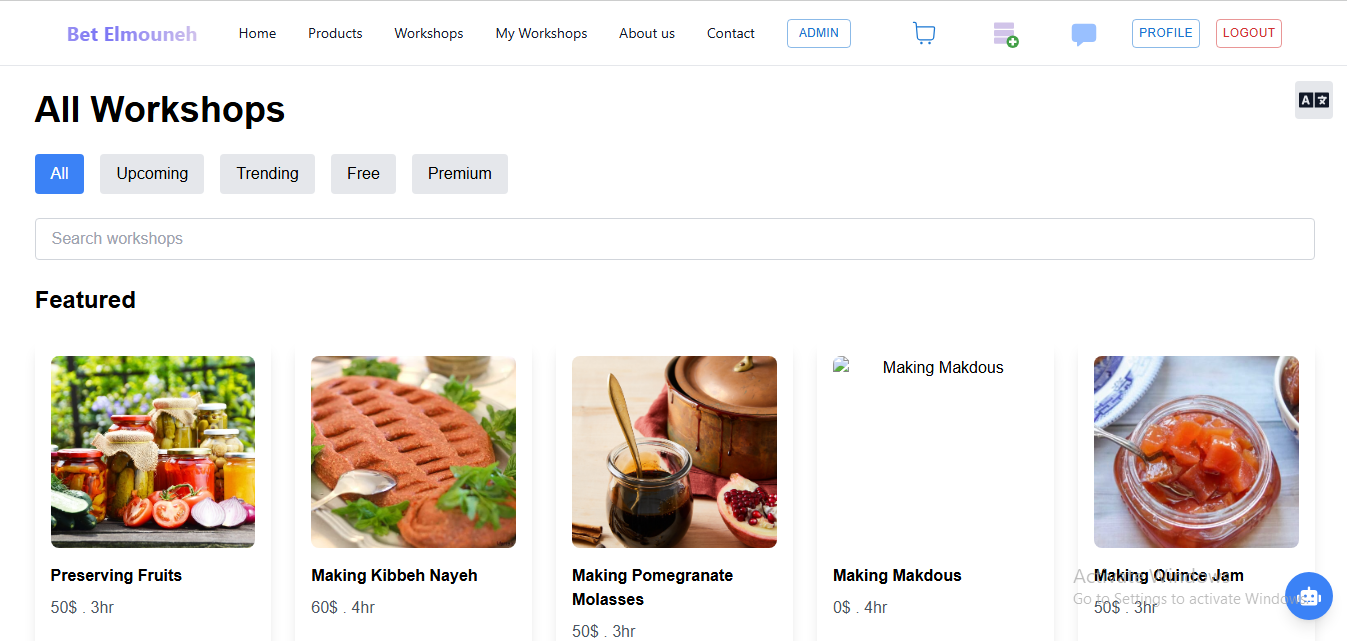 Bet Elmouneh Home Products Workshops My Workshops About us Contact ADMIN PROFILE LOGOUT
All Workshops
A
All Upcoming Trending Free Premium
Search workshops
Featured
Making Makdous
Preserving Fruits
50$ . 3hr
Making Kibbeh Nayeh
60$ . 4hr
Making Pomegranate
Molasses
50$ . 3hr
Making Makdous
0$ . 4hr
Making Quince Jam
50$ . 3hr
Activate Windows
Go to Settings to activate Windows.